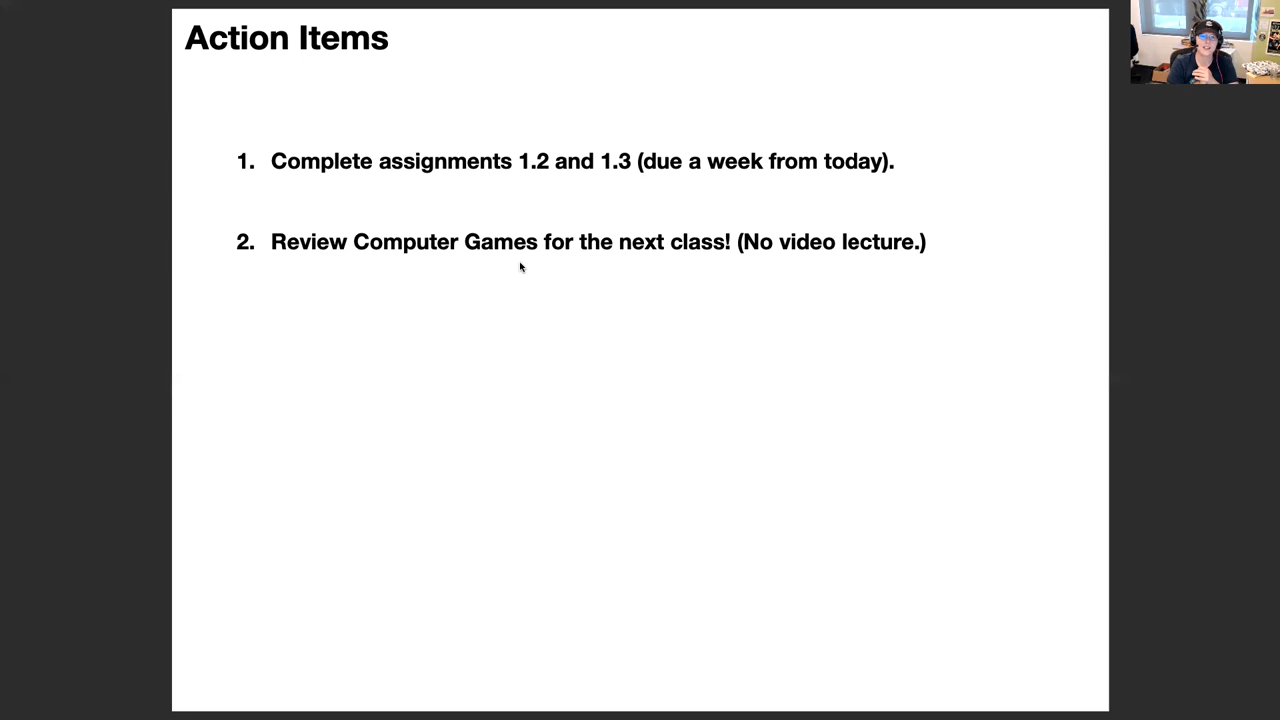 Action Items
1. Complete assignments 1.2 and 1.3 (due a week from today).
2. Review Computer Games for the next class! (No video lecture.)